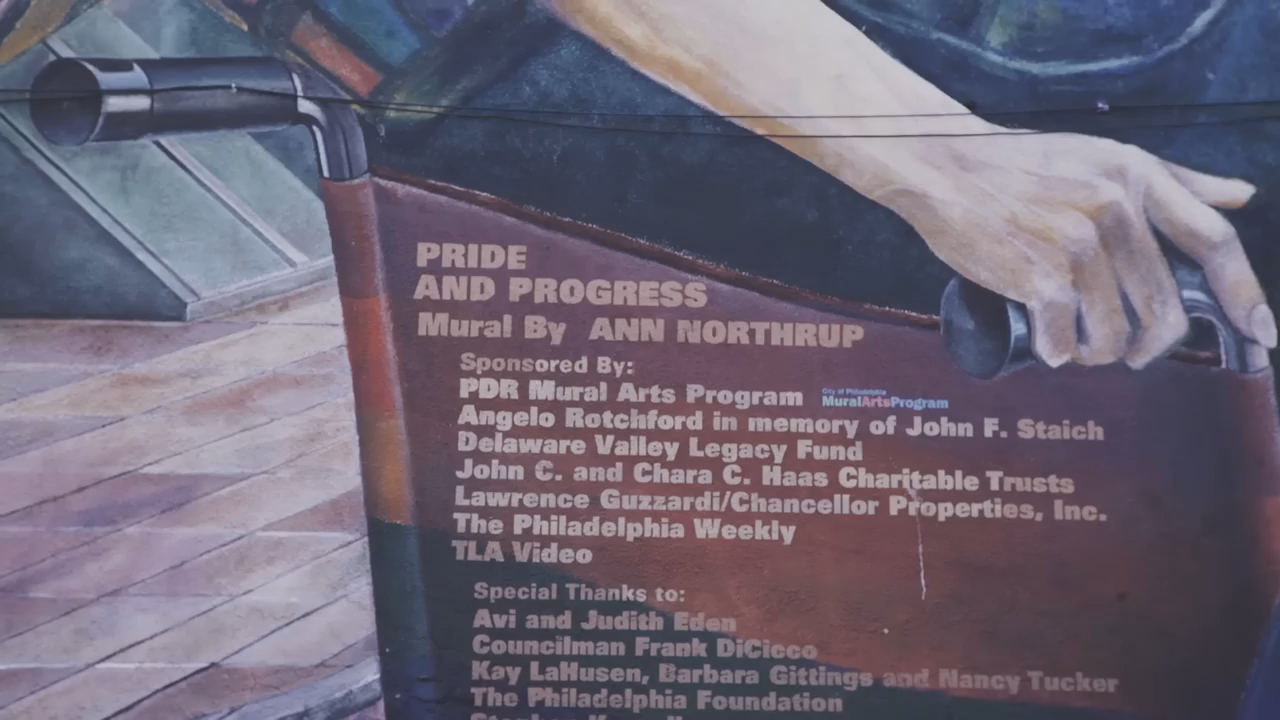 PRIDE
AND PROGRESS
Mural By ANN NORTHRUP
Sponsored By:
PDR Mural Arts Program
City of Philadelphia
MuralArtsProgram
Angelo Rotchford in memory of John F. Staich
Delaware Valley Legacy Fund
John C. and Chara C. Haas Charitable Trusts
Lawrence Guzzardi/Chancellor Properties, Inc.
The Philadelphia Weekly
TLA Video
Special Thanks to:
Avi and Judith Eden
Councilman Frank DiCicco
Kay LaHusen, Barbara Gittings and Nancy Tucker
The Philadelphia Foundation